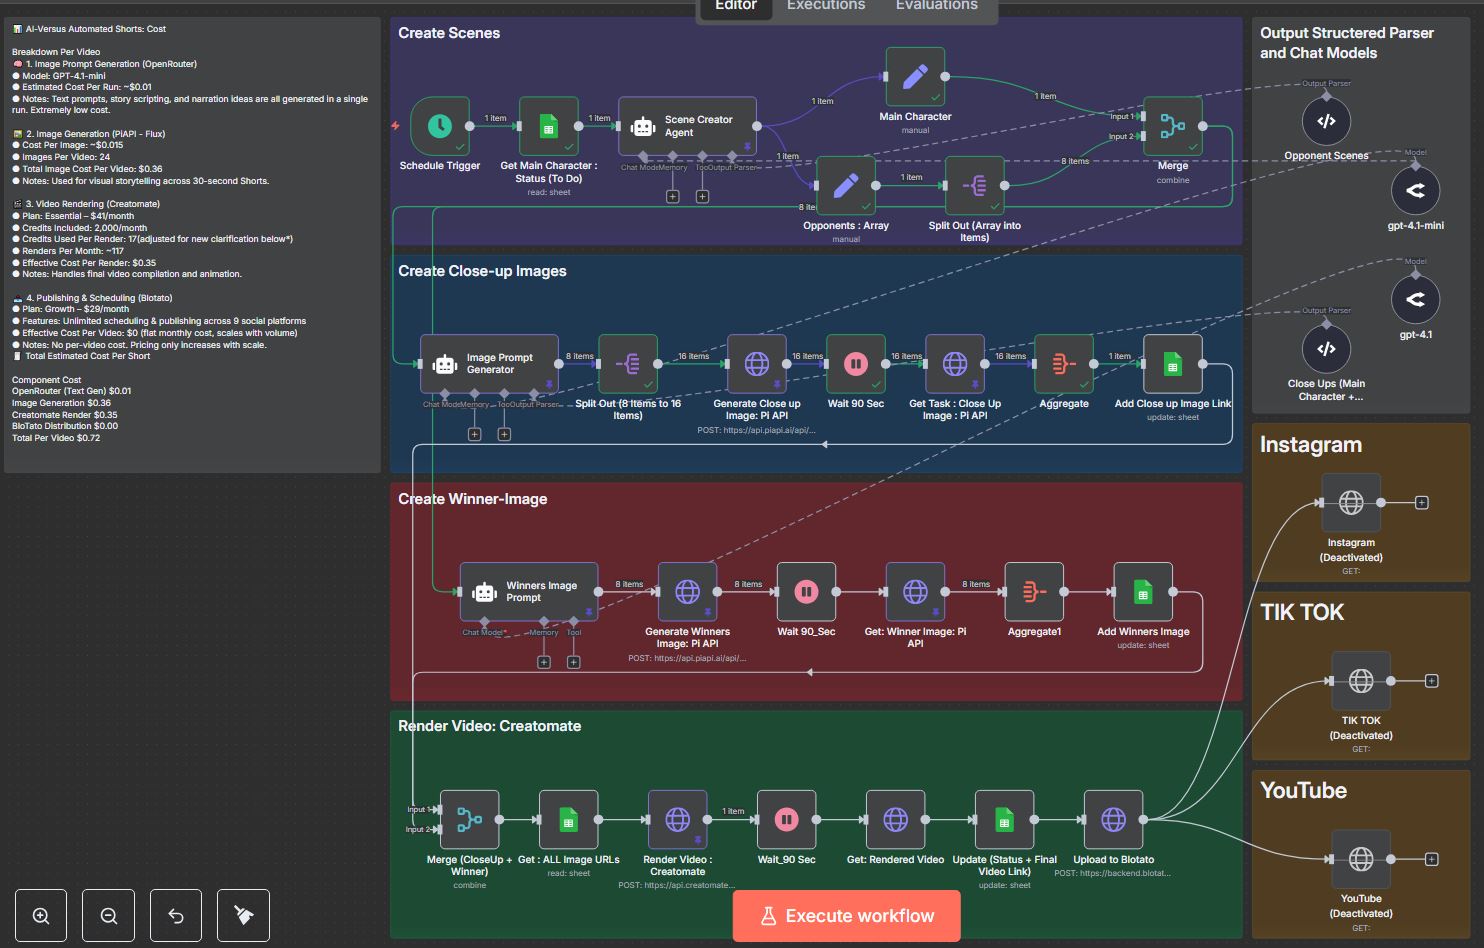 Editor
Executions
Evaluations
AI-Versus Automated Shorts: Cost
Breakdown Per Video
1. Image Prompt Generation (OpenRouter)
Model: GPT-4.1-mini
Estimated Cost Per Run: ~$0.01
Notes: Text prompts, story scripting, and narration ideas are all generated in a single
run. Extremely low cost.
2. Image Generation (PiAPI - Flux)
Cost Per Image: ~$0.015
Images Per Video: 24
Total Image Cost Per Video: $0.36
Notes: Used for visual storytelling across 30-second Shorts.
3. Video Rendering (Creatomate)
Plan: Essential – $41/month
Credits Included: 2,000/month
Credits Used Per Render: 17(adjusted for new clarification below*)
Renders Per Month: ~117
Effective Cost Per Render: $0.35
Notes: Handles final video compilation and animation.
4. Publishing & Scheduling (Blotato)
Plan: Growth – $29/month
Features: Unlimited scheduling & publishing across 9 social platforms
Effective Cost Per Video: $0 (flat monthly cost, scales with volume)
Notes: No per-video cost. Pricing only increases with scale.
Total Estimated Cost Per Short
Component Cost
OpenRouter (Text Gen) $0.01
Image Generation $0.36
Creatomate Render $0.35
BloTato Distribution $0.00
Total Per Video $0.72
Create Scenes
Schedule Trigger
1 item
Get Main Character :
Status (To Do)
read: sheet
1 item
Scene Creator
Agent
Chat Model
Memory
Tool
Output Parser
1 item
Main Character
manual
1 item
1 item
Opponents : Array
manual
1 item
Split Out (Array Into
Items)
8 items
Input 1
Input 2
Merge
combine
8 ite
Create Close-up Images
Image Prompt
Generator
Chat Mode
Memory
Too
Output Parser
8 items
Split Out (8 Items to 16
Items)
16 items
Generate Close up
Image: Pi API
POST: https://api.piapi.ai/api/...
16 items
Wait 90 Sec
16 items
Get Task : Close Up
Image : Pi API
16 items
Aggregate
1 item
Add Close up Image Link
update: sheet
Create Winner-Image
Winners Image
Prompt
Chat Model*
Memory
Tool
8 items
Generate Winners
Image: Pi API
POST: https://api.piapi.ai/api/...
8 items
Wait 90_Sec
Get: Winner Image: Pi
API
8 items
Aggregate1
Add Winners Image
update: sheet
Render Video: Creatomate
Input 1
Input 2
Merge (CloseUp +
Winner)
combine
Get : ALL Image URLs
read: sheet
Render Video :
Creatomate
POST: https://api.creatomate...
1 item
Wait_90 Sec
Get: Rendered Video
Update (Status + Final
Video Link)
update: sheet
Upload to Blotato
POST: https://backend.blotat...
Output Structered Parser
and Chat Models
Output Parser
Opponent Scenes
Model
gpt-4.1-mini
Model
gpt-4.1
Output Parser
Close Ups (Main
Character +...
Instagram
Instagram
(Deactivated)
GET:
TIK TOK
TIK TOK
(Deactivated)
GET:
YouTube
YouTube
(Deactivated)
GET:
Execute workflow